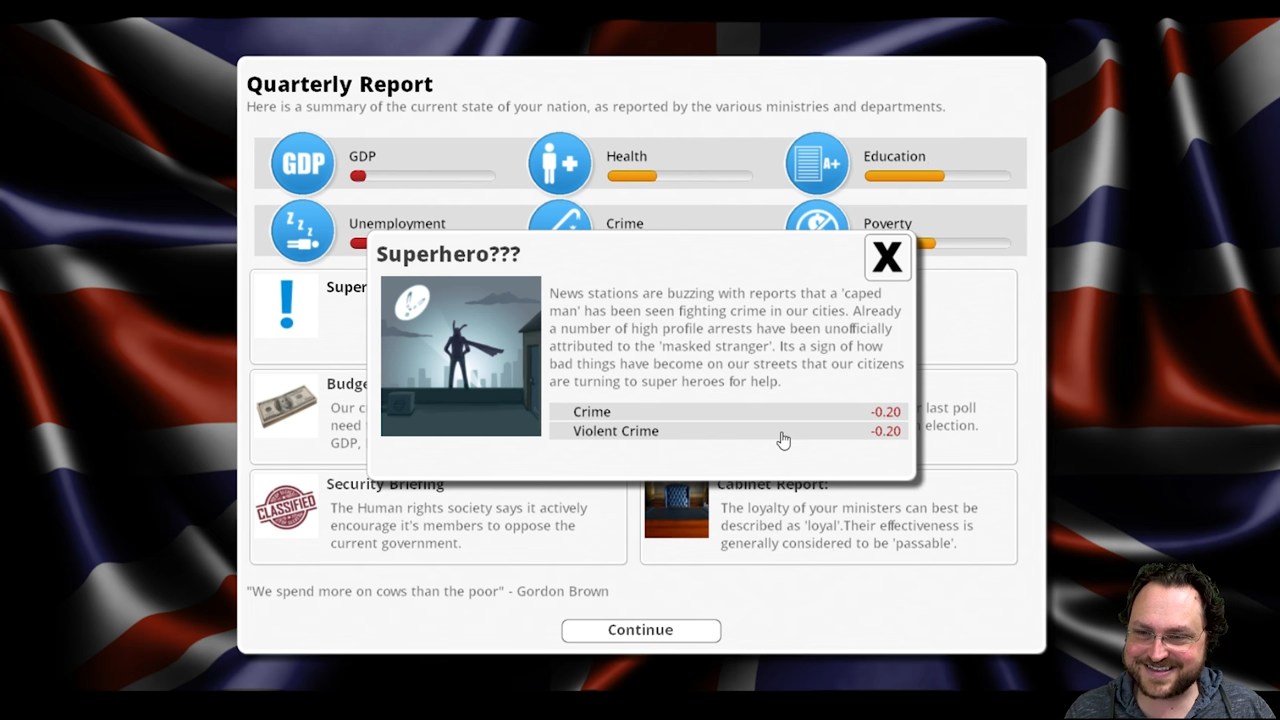 Quarterly Report
Here is a summary of the current state of your nation, as reported by the various ministries and departments.
GDP
GDP
Health
A+
Education
Z Z Z
Unemployment
Crime
Poverty
Super
Superhero???
X
News stations are buzzing with reports that a 'caped
man' has been seen fighting crime in our cities. Already
a number of high profile arrests have been unofficially
attributed to the 'masked stranger'. Its a sign of how
bad things have become on our streets that our citizens
are turning to super heroes for help.
Crime -0.20
Violent Crime -0.20
Budge
Our c
need
GDP,
last poll
election.
CLASSIFIED
Security Briefing
The Human rights society says it actively
encourage it's members to oppose the
current government.
Cabinet Report:
The loyalty of your ministers can best be
described as 'loyal'.Their effectiveness is
generally considered to be 'passable'.
"We spend more on cows than the poor" - Gordon Brown
Continue